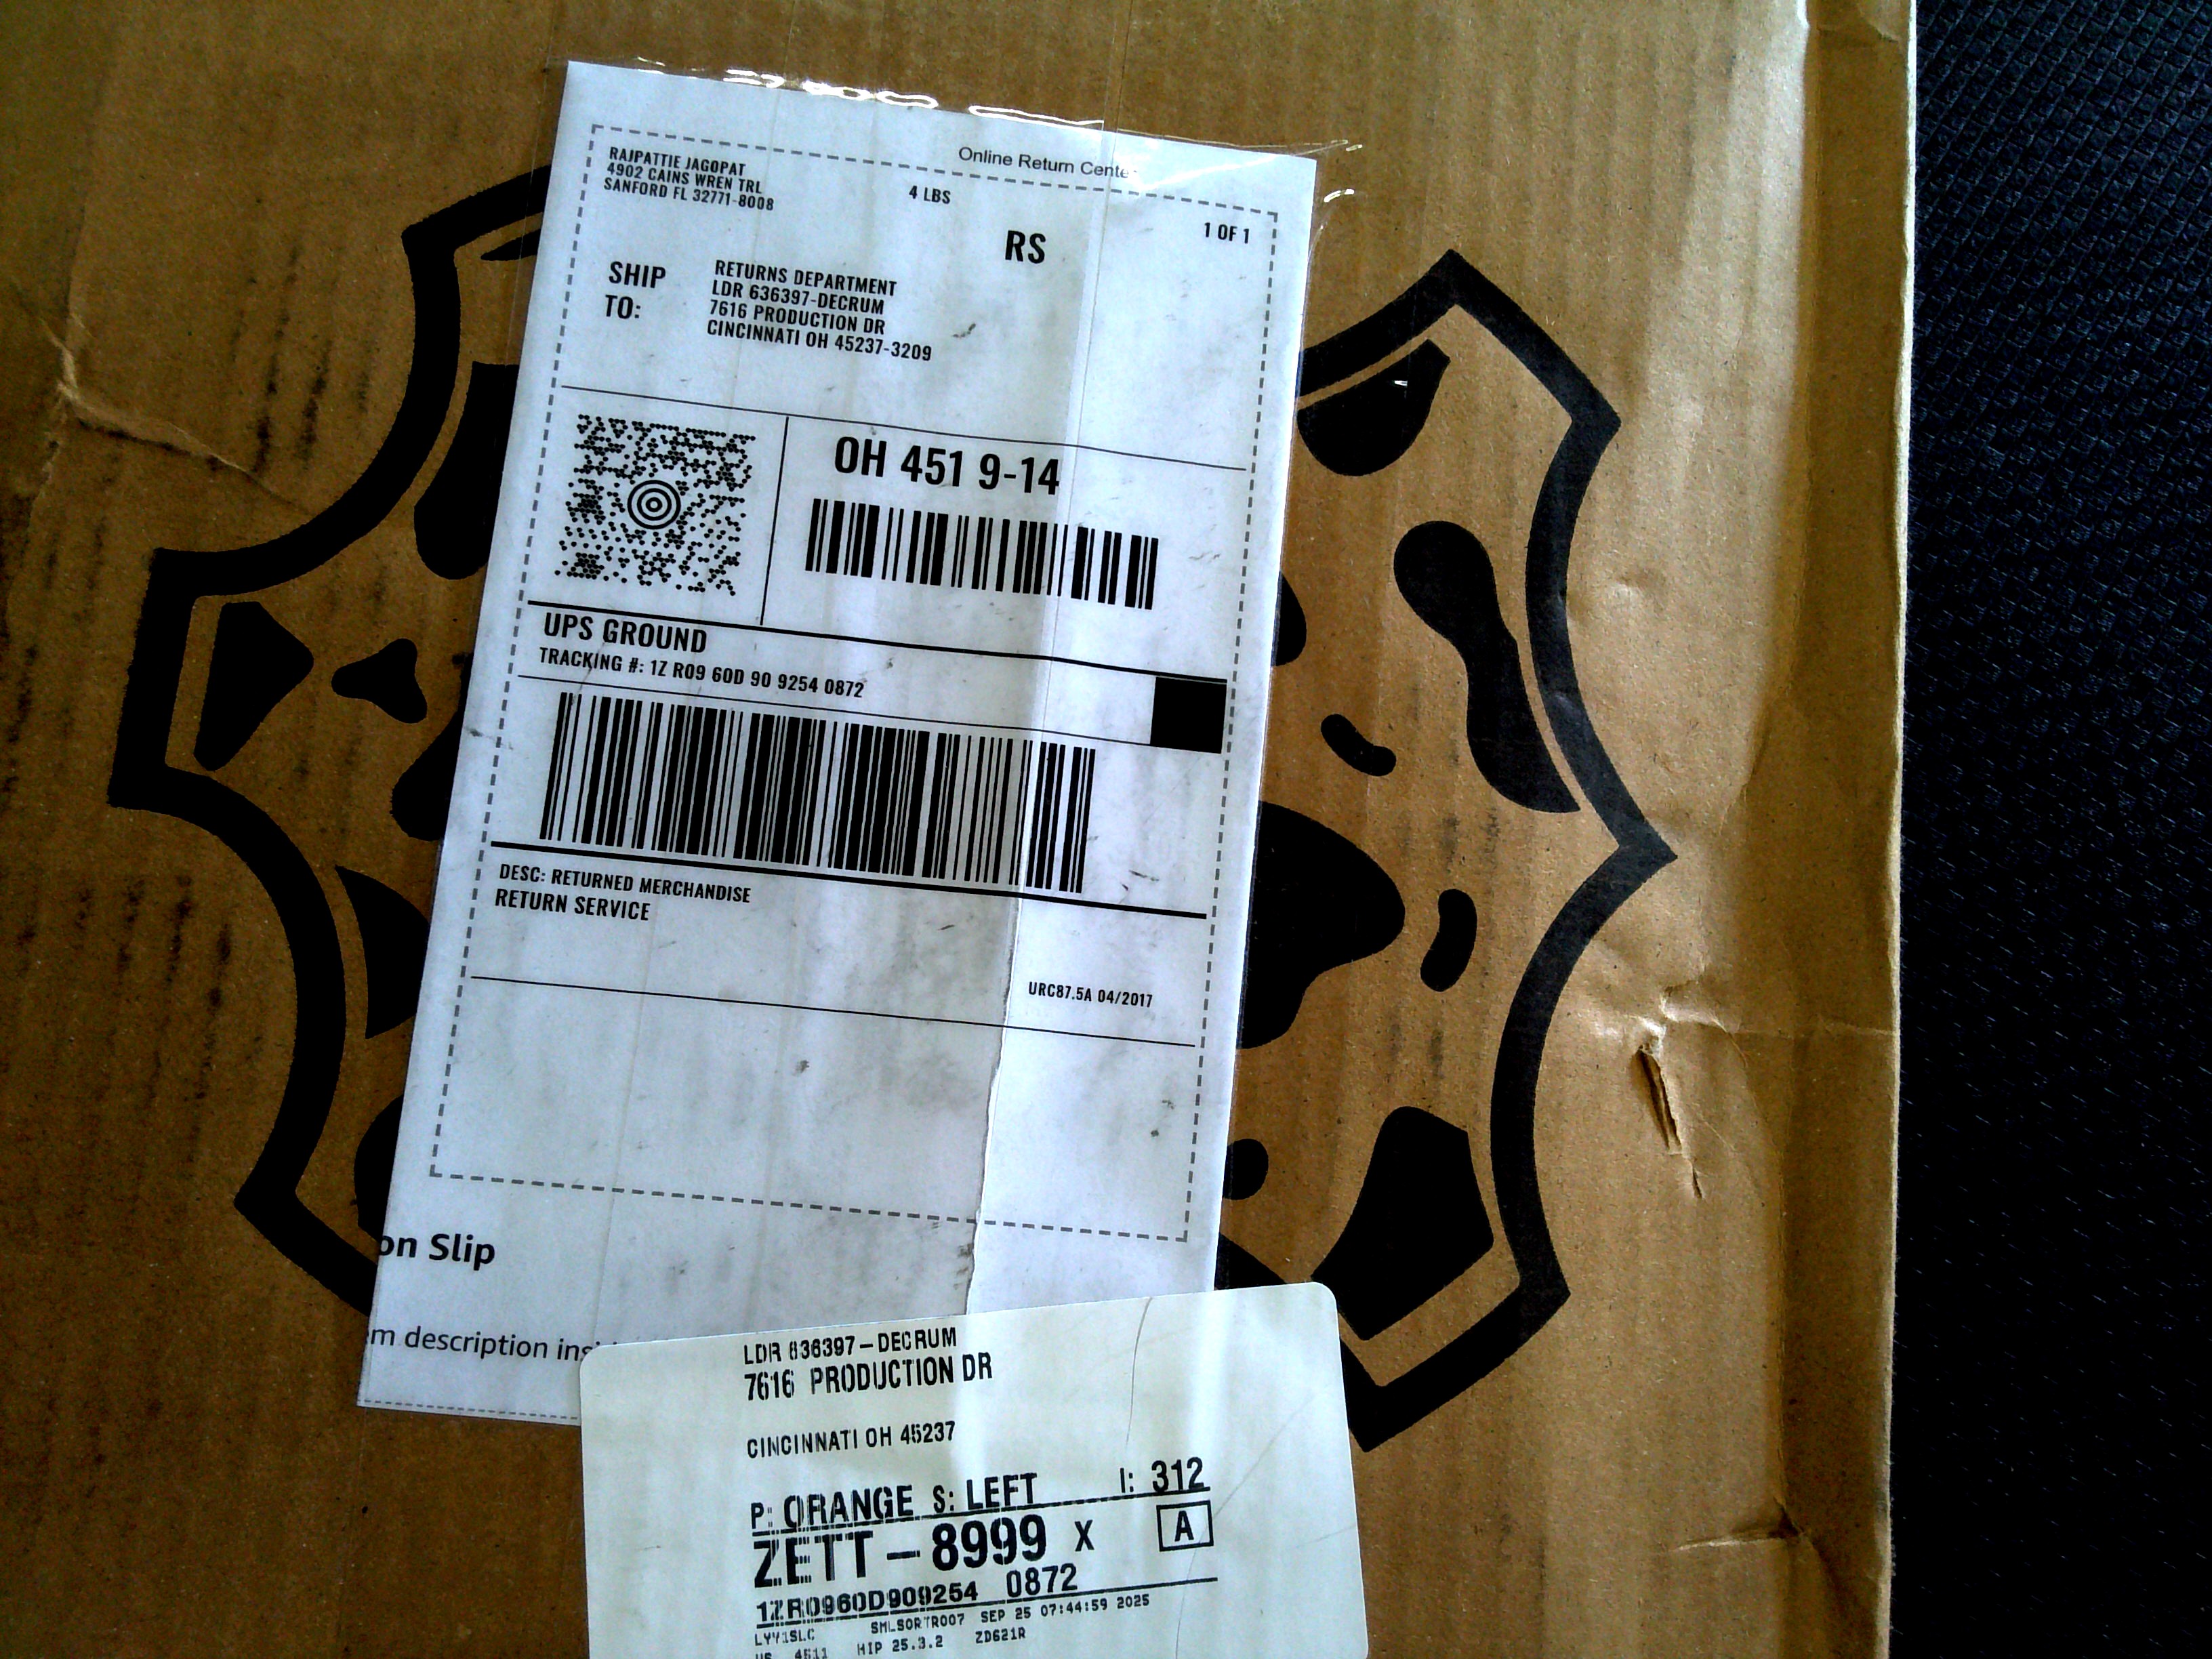 Online Return Cente
RAJPATTIE JAGOPAT
4902 CAINS WREN TRL
SANFORD FL 32771-8008
4 LBS
1 OF 1
RS
SHIP TO:
RETURNS DEPARTMENT
LDR 636397-DECRUM
7616 PRODUCTION DR
CINCINNATI OH 45237-3209
OH 451 9-14
UPS GROUND
TRACKING #: 1Z R09 60D 90 9254 0872
DESC: RETURNED MERCHANDISE
RETURN SERVICE
URC87.5A 04/2017
on Slip
m description
LDR 636397-DECRUM
7616 PRODUCTION DR
CINCINNATI OH 45237
P: ORANGE S: LEFT I: 312
ZETT-8999 X A
1ZR0960D909254 0872
SMLSORTR007 SEP 25 07:44:59 2025
US 4511 HIP 25.3.2 ZD621R